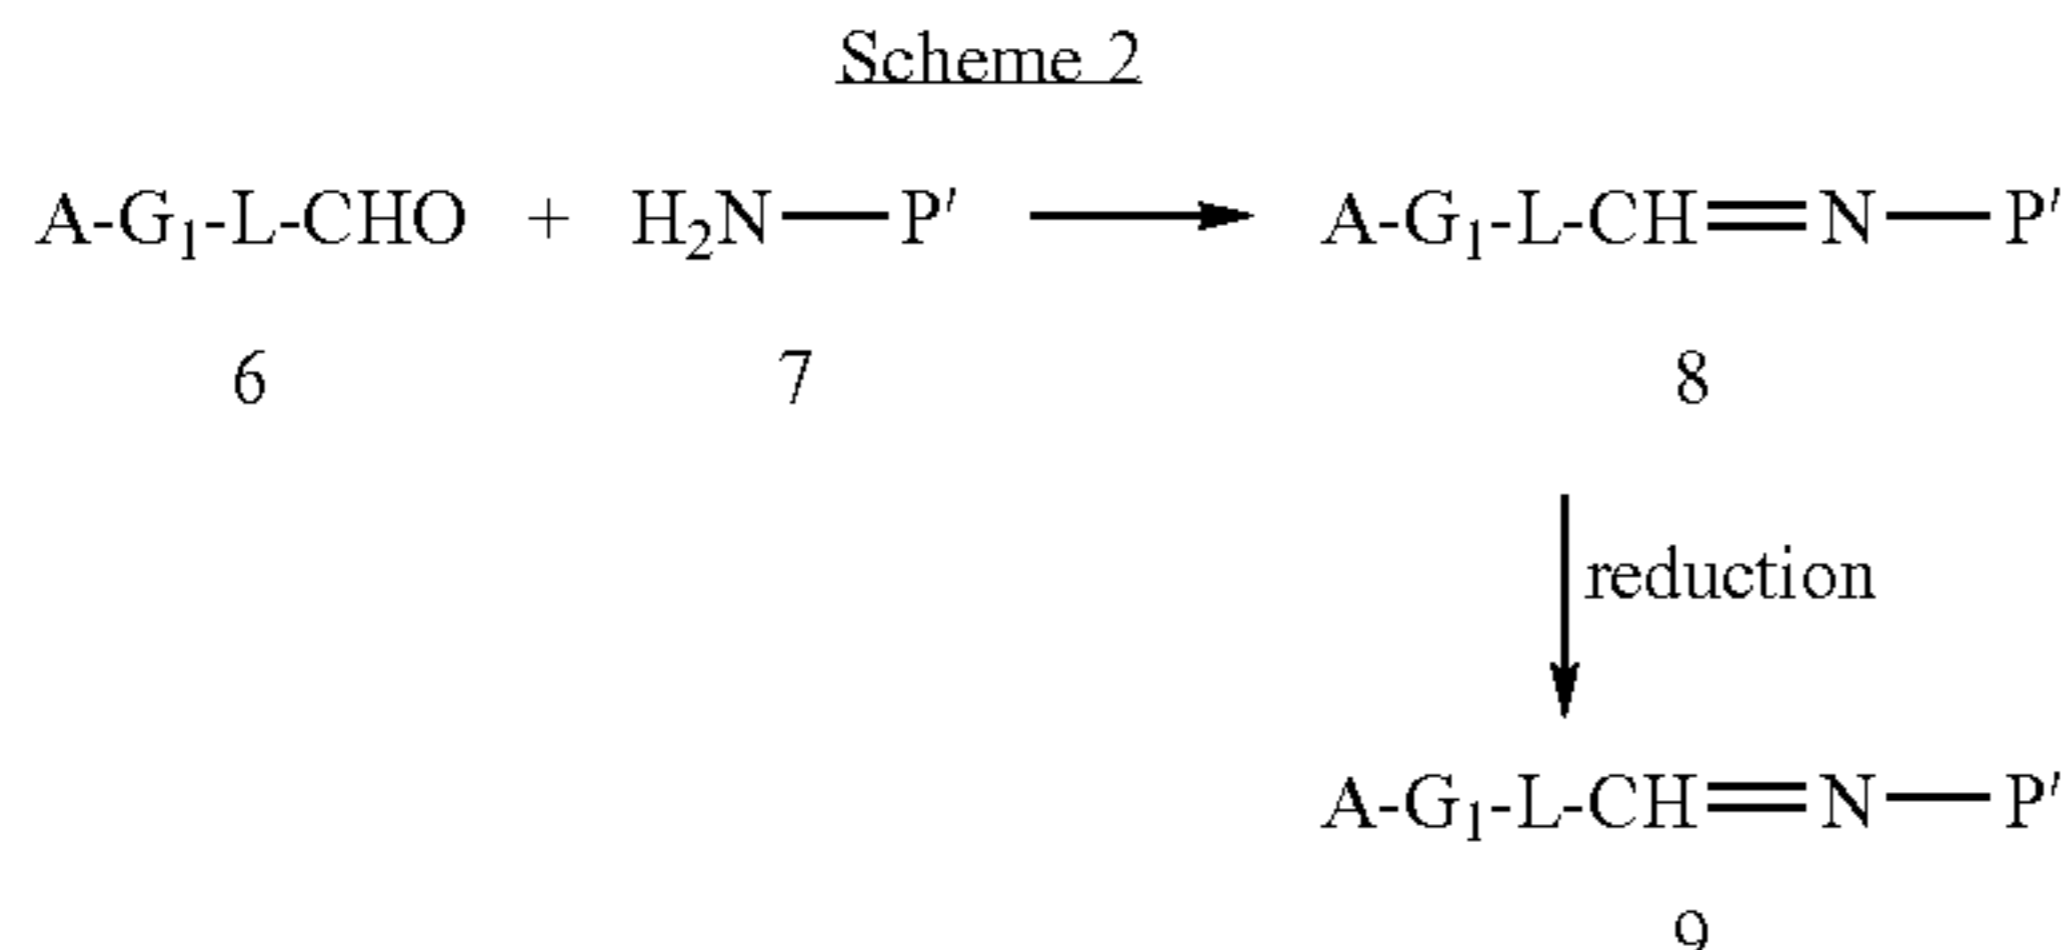 Scheme 2
A-G₁-L-CHO + H₂N—P′ ⟶ A-G₁-L-CH=N—P′
6 7 8
reduction
A-G₁-L-CH=N—P′
9